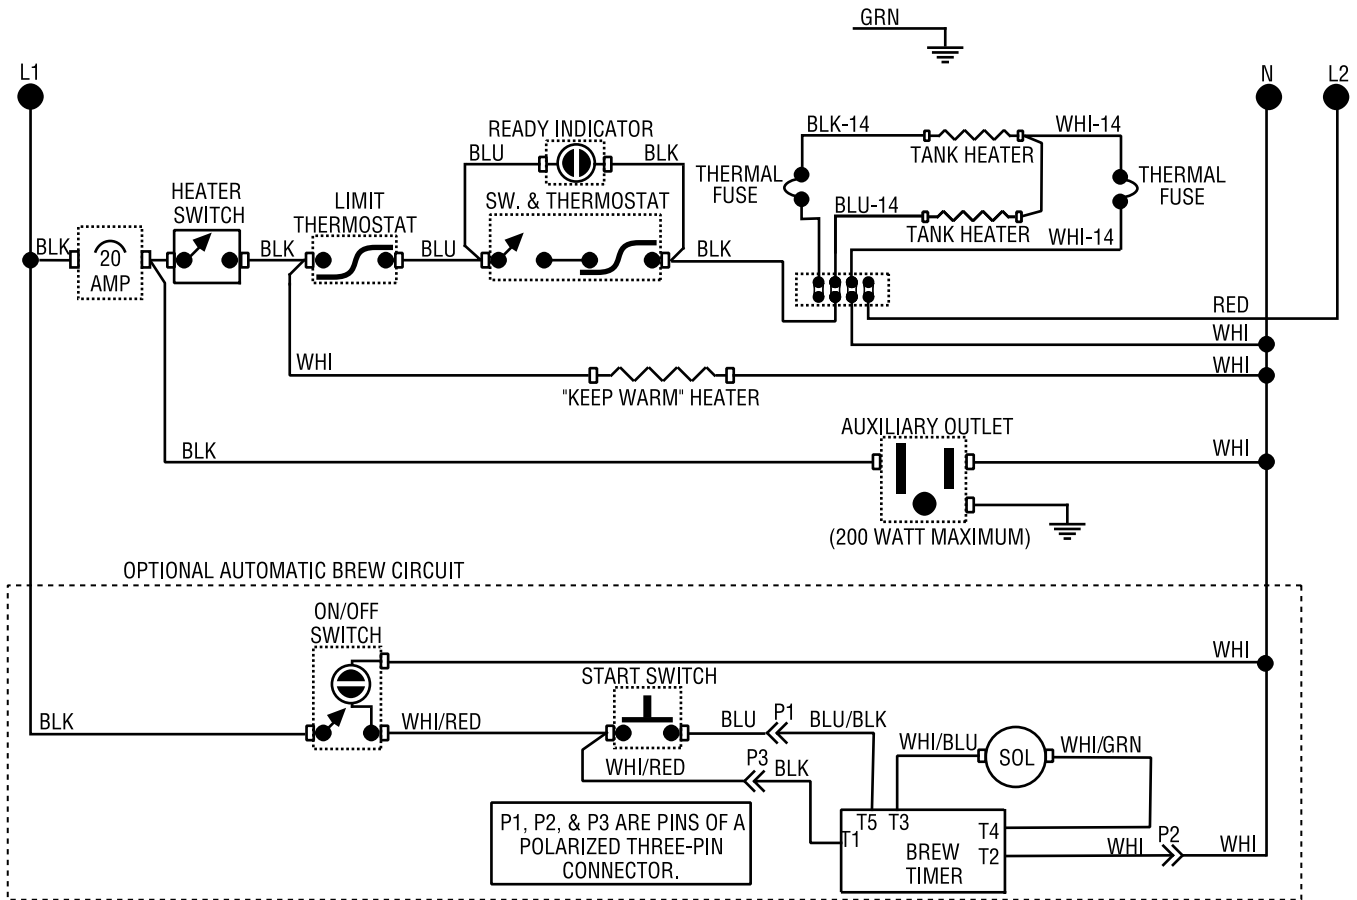 GRN
L1
N
L2
BLK-14
WHI-14
READY INDICATOR
BLU
BLK
TANK HEATER
THERMAL
FUSE
THERMAL
FUSE
HEATER
SWITCH
LIMIT
THERMOSTAT
SW. & THERMOSTAT
BLU-14
TANK HEATER
WHI-14
BLK
20
AMP
BLK
BLU
BLK
RED
WHI
WHI
WHI
"KEEP WARM" HEATER
AUXILIARY OUTLET
BLK
WHI
(200 WATT MAXIMUM)
OPTIONAL AUTOMATIC BREW CIRCUIT
ON/OFF
SWITCH
WHI
START SWITCH
BLK
WHI/RED
BLU
P1
BLU/BLK
WHI/BLU
SOL
WHI/GRN
WHI/RED
P3
BLK
P1, P2, & P3 ARE PINS OF A
POLARIZED THREE-PIN
CONNECTOR.
T5
T3
T1
T4
T2
BREW
TIMER
WHI
P2
WHI